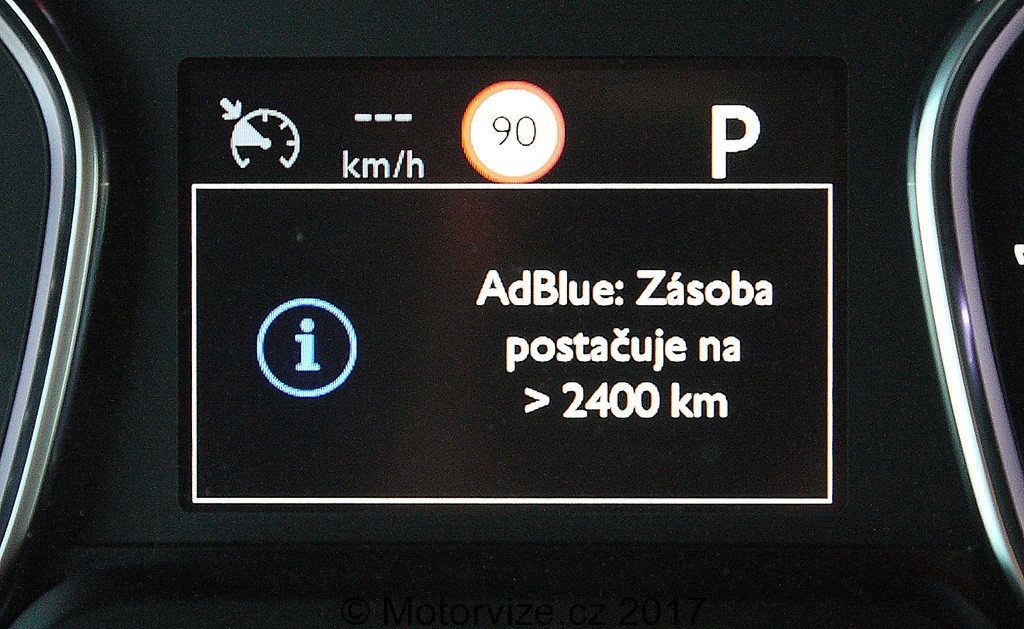 ---
km/h
90
P
AdBlue: Zásoba
postačuje na
> 2400 km
© Motorvize.cz 2017